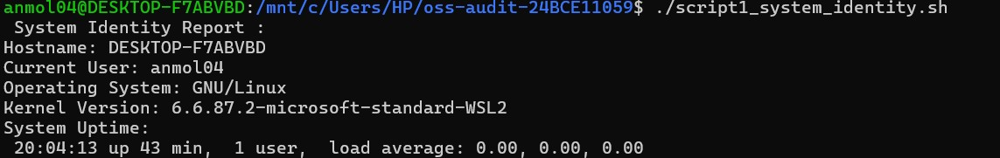 anmol04@DESKTOP-F7ABVBD:/mnt/c/Users/HP/oss-audit-24BCE11059$ ./script1_system_identity.sh
 System Identity Report :
Hostname: DESKTOP-F7ABVBD
Current User: anmol04
Operating System: GNU/Linux
Kernel Version: 6.6.87.2-microsoft-standard-WSL2
System Uptime:
 20:04:13 up 43 min,  1 user,  load average: 0.00, 0.00, 0.00